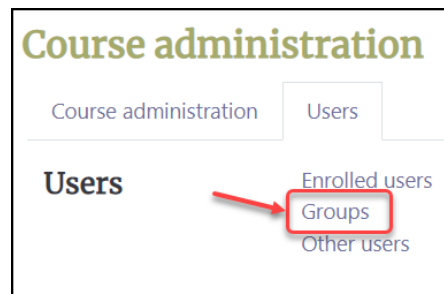 Course administration
Course administration Users
Users Enrolled users
Groups
Other users